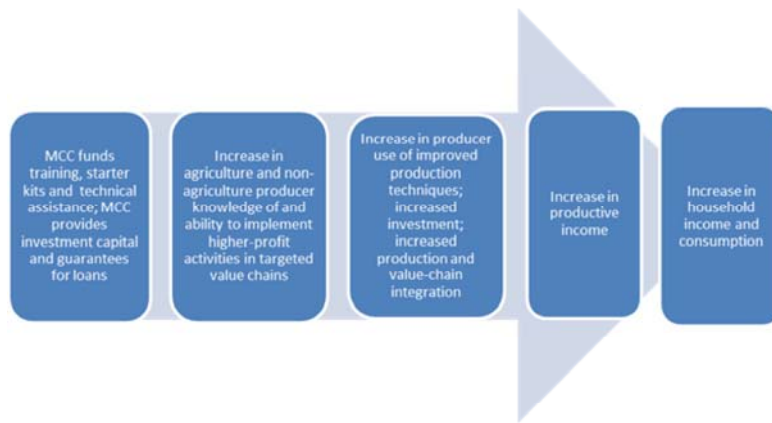 MCC funds
training, starter
kits and technical
assistance; MCC
provides
investment capital
and guarantees
for loans
Increase in
agriculture and non-
agriculture producer
knowledge of and
ability to implement
higher-profit
activities in targeted
value chains
Increase in producer
use of improved
production
techniques;
increased
investment;
increased
production and
value-chain
integration
Increase in
productive
income
Increase in
household
income and
consumption